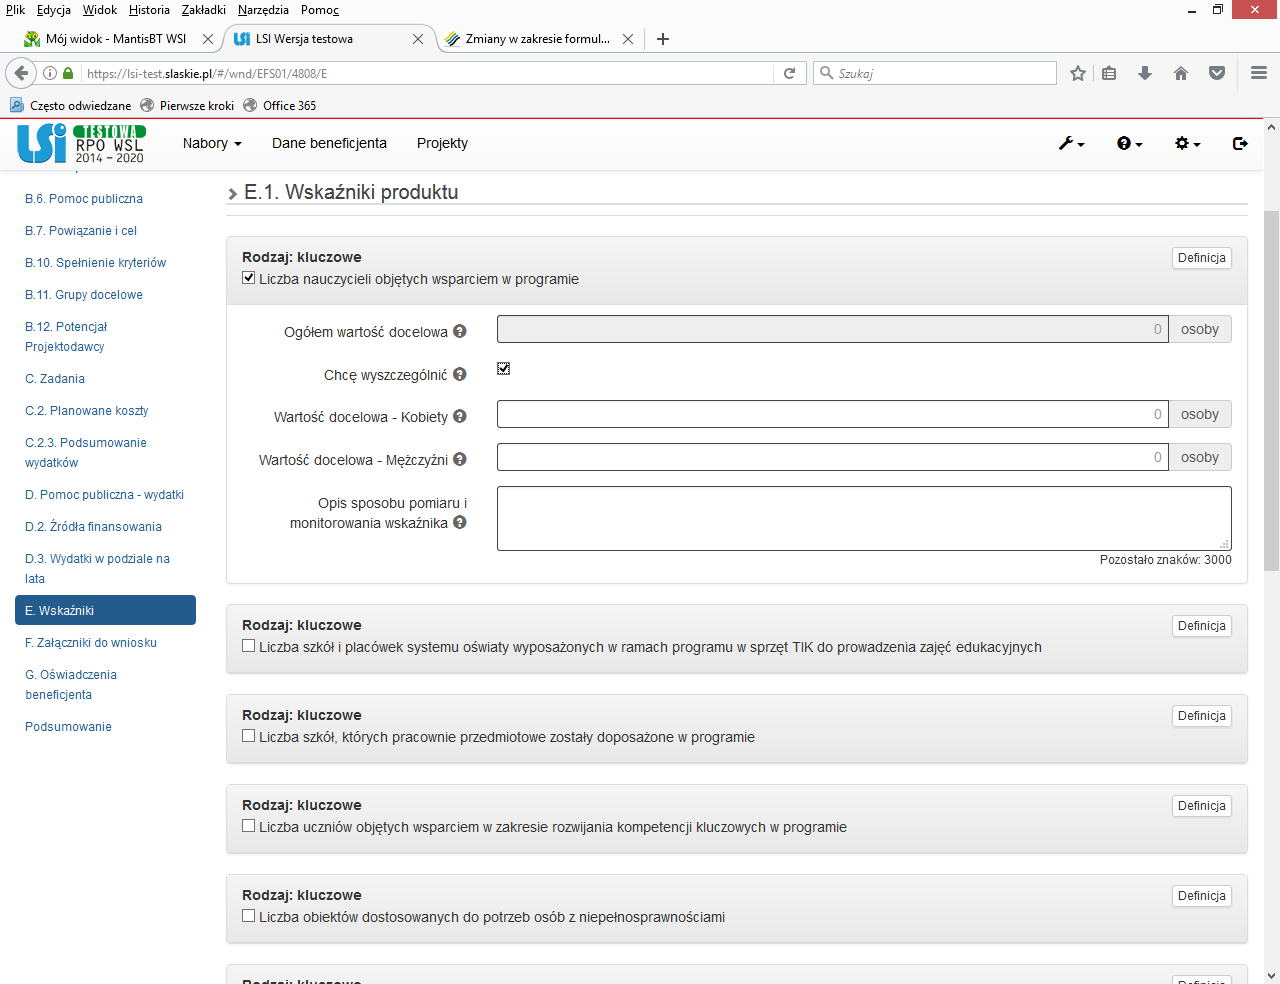 Plik Edycja Widok Historia Zakładki Narzędzia Pomoc
Mój widok - MantisBT WSI
LSI Wersja testowa
Zmiany w zakresie formul...
https://lsi-test.slaskie.pl/#/wnd/EFS01/4808/E
Szukaj
Często odwiedzane Pierwsze kroki Office 365
LSI TESTOWA
RPO WSL
2014 – 2020
Nabory Dane beneficjenta Projekty
B.6. Pomoc publiczna
B.7. Powiązanie i cel
B.10. Spełnienie kryteriów
B.11. Grupy docelowe
B.12. Potencjał
Projektodawcy
C. Zadania
C.2. Planowane koszty
C.2.3. Podsumowanie
wydatków
D. Pomoc publiczna - wydatki
D.2. Źródła finansowania
D.3. Wydatki w podziale na
lata
E. Wskaźniki
F. Załączniki do wniosku
G. Oświadczenia
beneficjenta
Podsumowanie
E.1. Wskaźniki produktu
Rodzaj: kluczowe
Definicja
Liczba nauczycieli objętych wsparciem w programie
Ogółem wartość docelowa 0 osoby
Chcę wyszczególnić
Wartość docelowa - Kobiety 0 osoby
Wartość docelowa - Mężczyźni 0 osoby
Opis sposobu pomiaru i
monitorowania wskaźnika
Pozostało znaków: 3000
Rodzaj: kluczowe
Definicja
Liczba szkół i placówek systemu oświaty wyposażonych w ramach programu w sprzęt TIK do prowadzenia zajęć edukacyjnych
Rodzaj: kluczowe
Definicja
Liczba szkół, których pracownie przedmiotowe zostały doposażone w programie
Rodzaj: kluczowe
Definicja
Liczba uczniów objętych wsparciem w zakresie rozwijania kompetencji kluczowych w programie
Rodzaj: kluczowe
Definicja
Liczba obiektów dostosowanych do potrzeb osób z niepełnosprawnościami
Rodzaj: kluczowe
Definicja